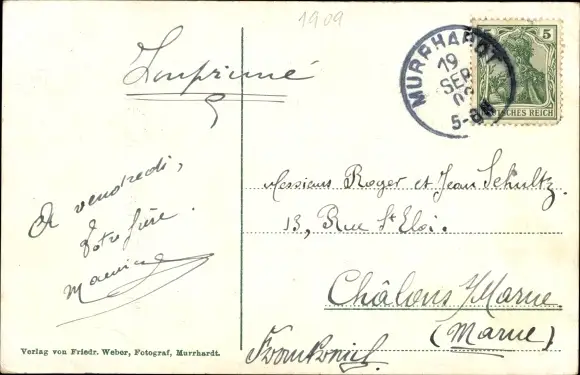 1909
Imprimé
MURRHARDT
19
SEP
09
5-6N
5
DEUTSCHES REICH
A vendredi,
Votre frère
Maurice
Messieurs Roger et Jean Schultz.
13, Rue St Eloi.
Châlons s/Marne
(Marne)
Frankreich.
Verlag von Friedr. Weber, Fotograf, Murrhardt.